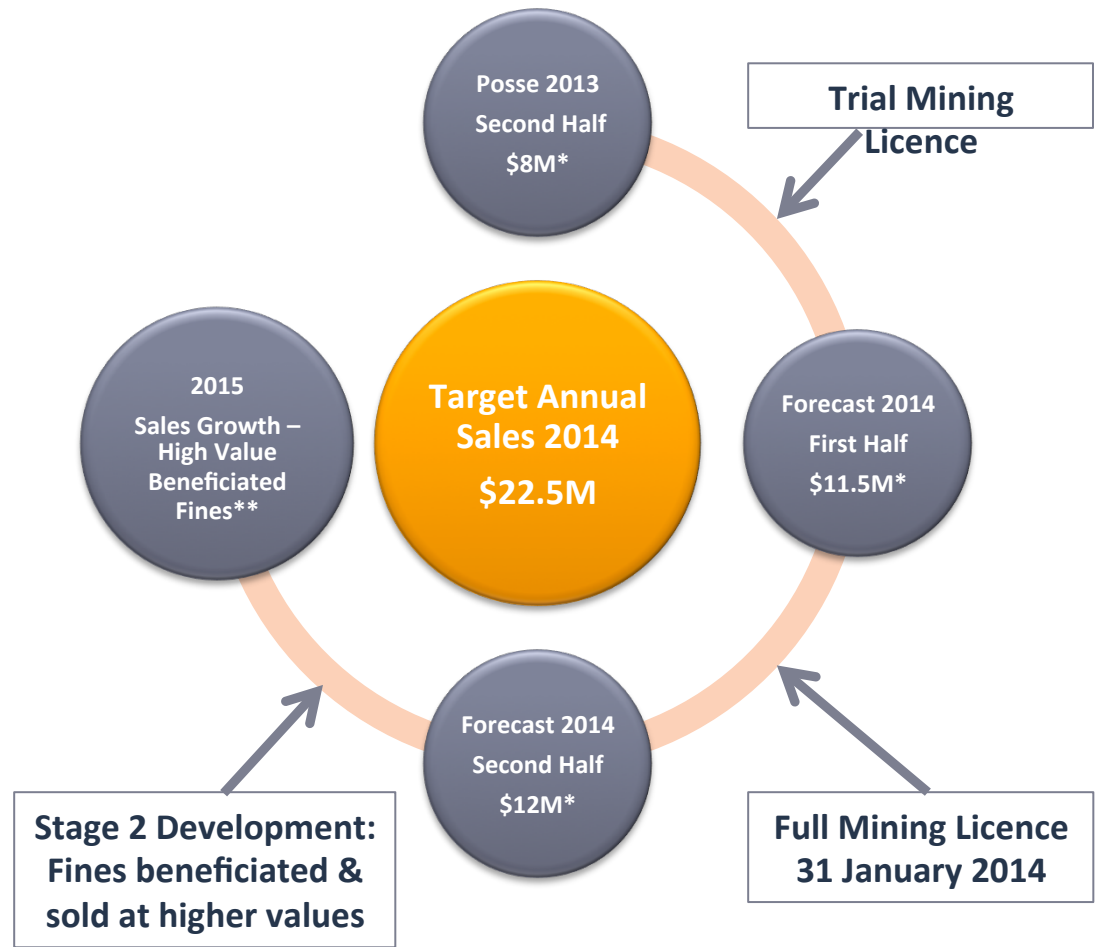 Posse 2013
Second Half
$8M*
Trial Mining
Licence
2015
Sales Growth –
High Value
Beneficiated
Fines**
Target Annual
Sales 2014
$22.5M
Forecast 2014
First Half
$11.5M*
Forecast 2014
Second Half
$12M*
Stage 2 Development:
Fines beneficiated &
sold at higher values
Full Mining Licence
31 January 2014